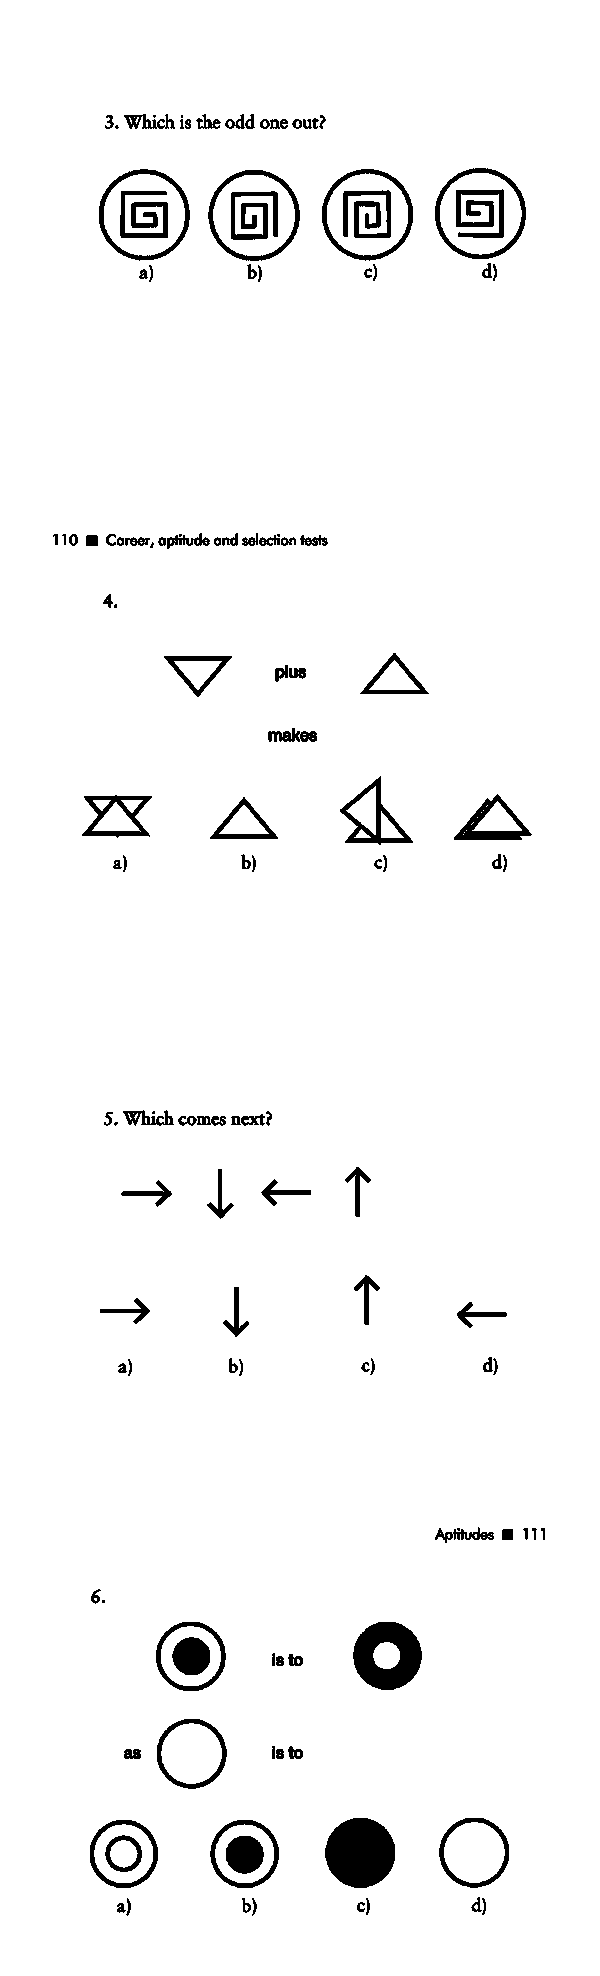 3. Which is the odd one out?
a) b) c) d)
110 ■ Career, aptitude and selection tests
4.
plus
makes
a) b) c) d)
5. Which comes next?
a) b) c) d)
Aptitudes ■ 111
6.
is to
as is to
a) b) c) d)